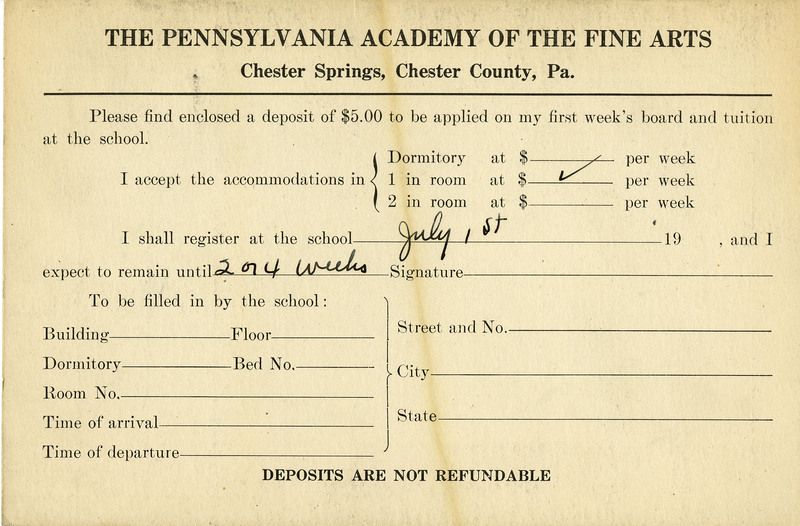 THE PENNSYLVANIA ACADEMY OF THE FINE ARTS
Chester Springs, Chester County, Pa.
Please find enclosed a deposit of $5.00 to be applied on my first week's board and tuition
at the school.
I accept the accommodations in
Dormitory at $ per week
1 in room at $ ✓ per week
2 in room at $ per week
I shall register at the school July 1st 19 , and I
expect to remain until 2 or 4 weeks Signature
To be filled in by the school:
Building Floor
Dormitory Bed No.
Room No.
Time of arrival
Time of departure
Street and No.
City
State
DEPOSITS ARE NOT REFUNDABLE